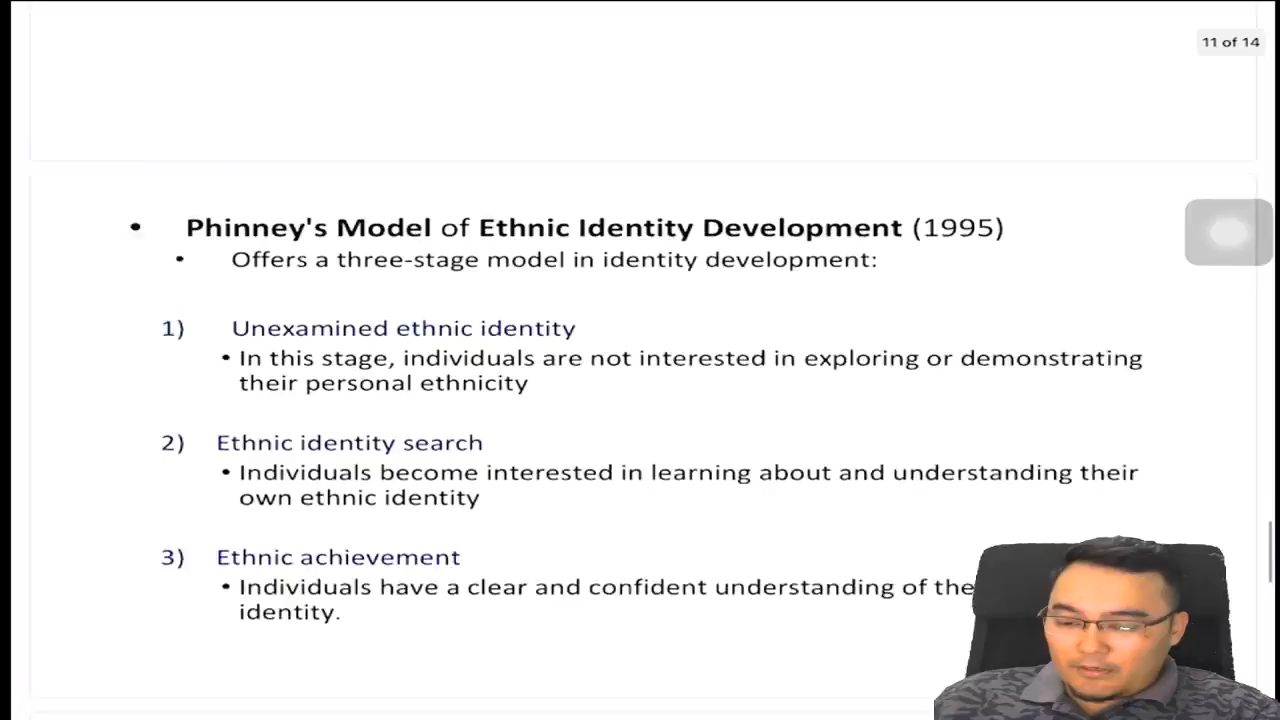 11 of 14
• Phinney's Model of Ethnic Identity Development (1995)
• Offers a three-stage model in identity development:
1) Unexamined ethnic identity
• In this stage, individuals are not interested in exploring or demonstrating
their personal ethnicity
2) Ethnic identity search
• Individuals become interested in learning about and understanding their
own ethnic identity
3) Ethnic achievement
• Individuals have a clear and confident understanding of
identity.